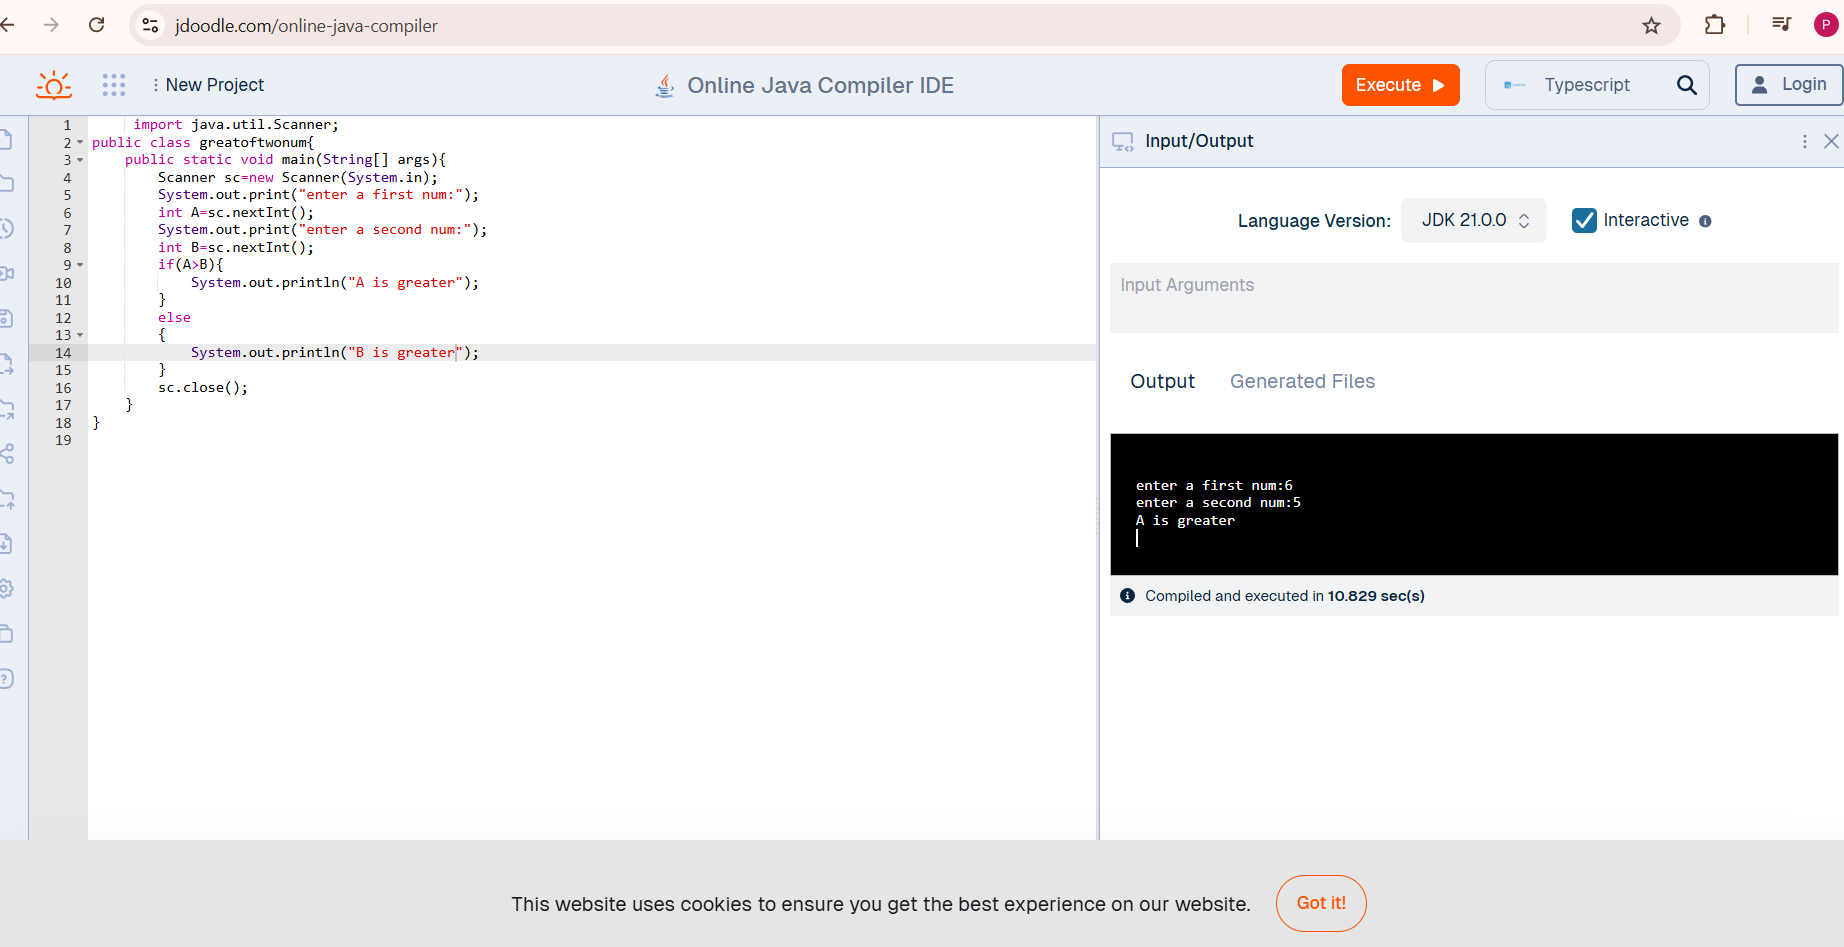 jdoodle.com/online-java-compiler
P
New Project
Online Java Compiler IDE
Execute
Typescript
Login
1 import java.util.Scanner;
2 public class greatoftwonum{
3 public static void main(String[] args){
4 Scanner sc=new Scanner(System.in);
5 System.out.print("enter a first num:");
6 int A=sc.nextInt();
7 System.out.print("enter a second num:");
8 int B=sc.nextInt();
9 if(A>B){
10 System.out.println("A is greater");
11 }
12 else
13 {
14 System.out.println("B is greater");
15 }
16 sc.close();
17 }
18 }
19
Input/Output
Language Version:
JDK 21.0.0
Interactive
Input Arguments
Output
Generated Files
enter a first num:6
enter a second num:5
A is greater
Compiled and executed in 10.829 sec(s)
This website uses cookies to ensure you get the best experience on our website.
Got it!